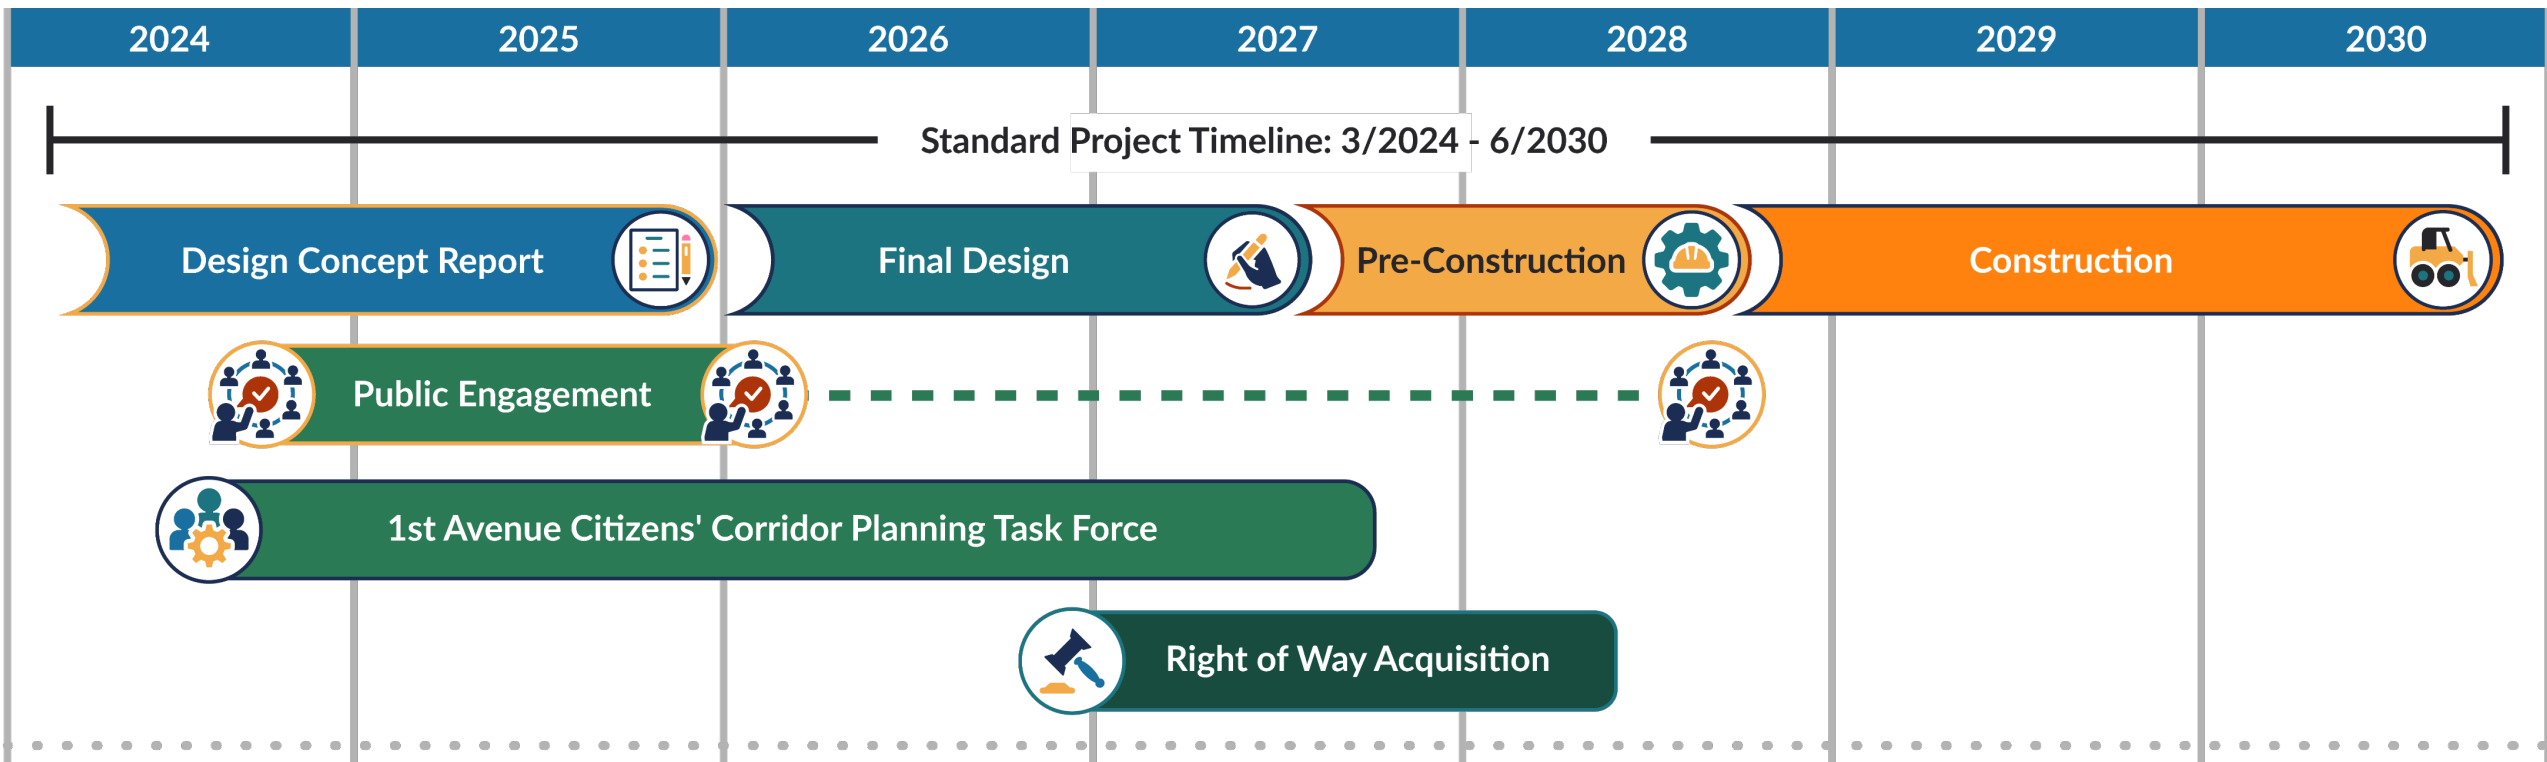 2024 2025 2026 2027 2028 2029 2030
Standard Project Timeline: 3/2024 - 6/2030
Design Concept Report Final Design Pre-Construction Construction
Public Engagement
1st Avenue Citizens' Corridor Planning Task Force
Right of Way Acquisition